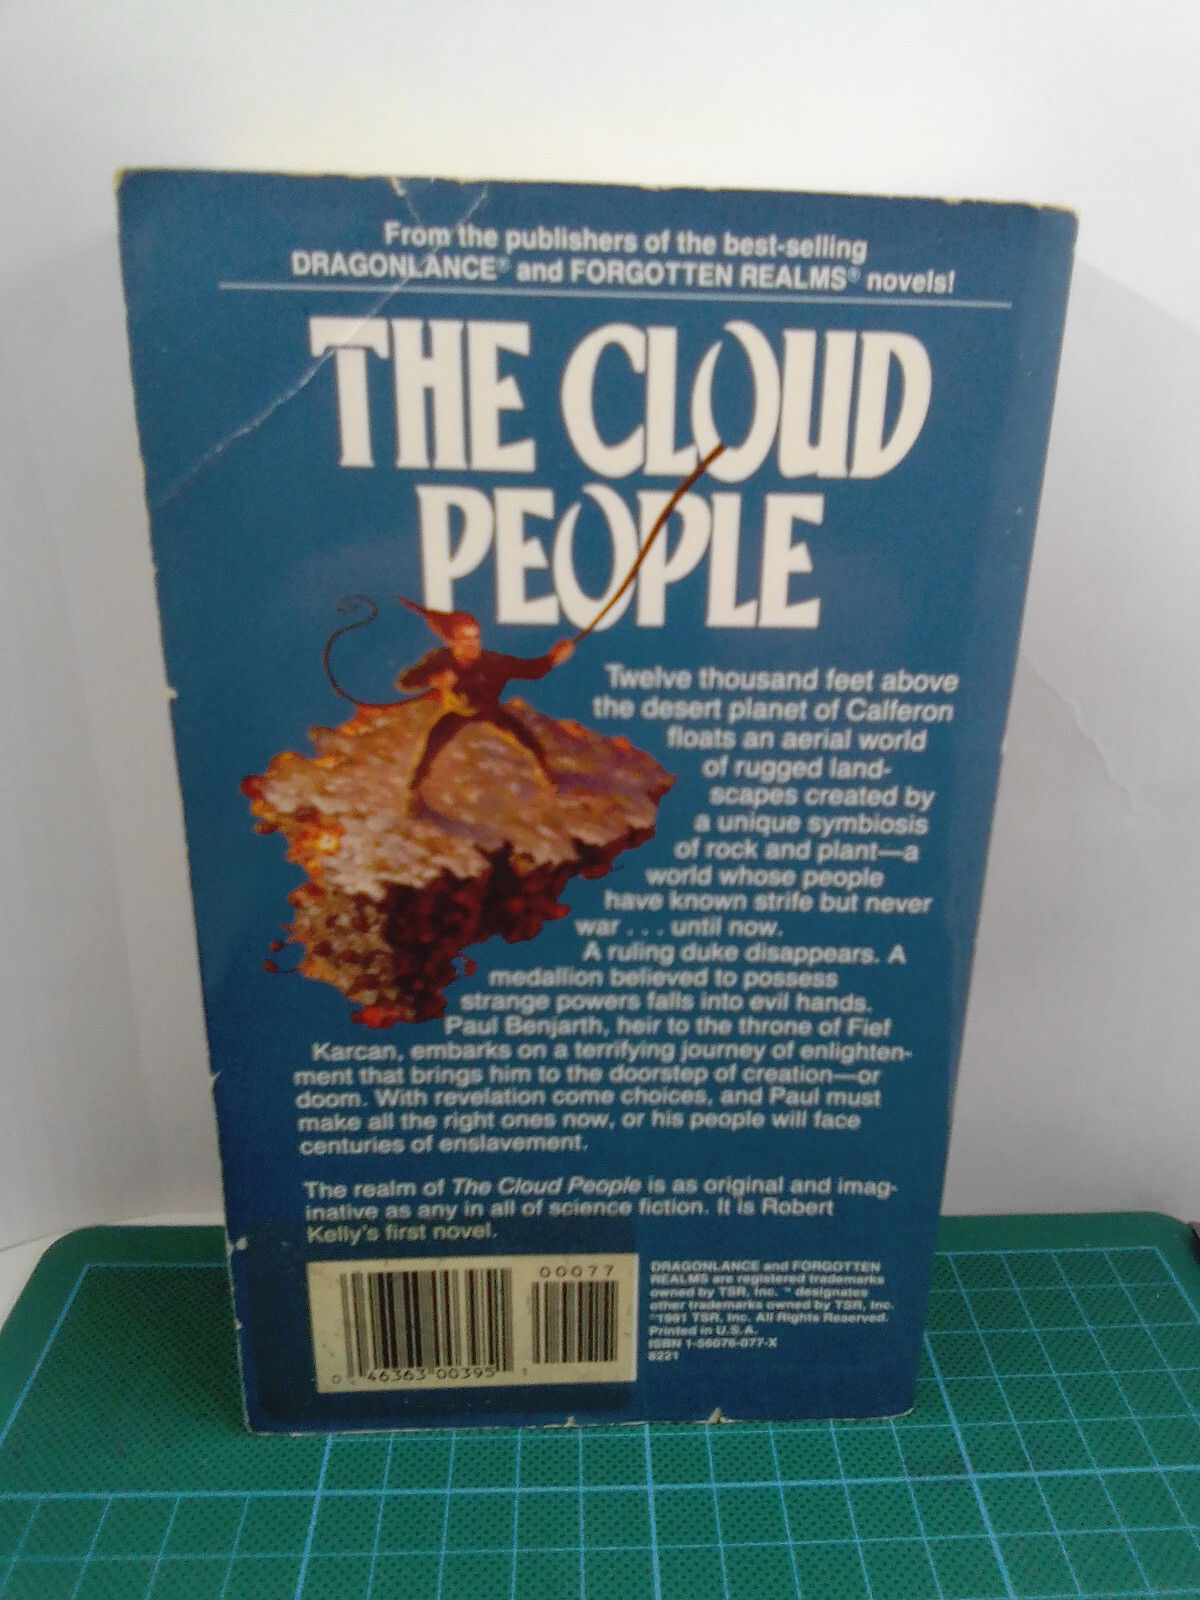 From the publishers of the best-selling
DRAGONLANCE® and FORGOTTEN REALMS® novels!
THE CLOUD
PEOPLE
Twelve thousand feet above
the desert planet of Calferon
floats an aerial world
of rugged land-
scapes created by
a unique symbiosis
of rock and plant—a
world whose people
have known strife but never
war . . . until now.
A ruling duke disappears. A
medallion believed to possess
strange powers falls into evil hands.
Paul Benjarth, heir to the throne of Fief
Karcan, embarks on a terrifying journey of enlighten-
ment that brings him to the doorstep of creation—or
doom. With revelation come choices, and Paul must
make all the right ones now, or his people will face
centuries of enslavement.
The realm of The Cloud People is as original and imag-
inative as any in all of science fiction. It is Robert
Kelly's first novel.
00077
0 46363 00395 1
DRAGONLANCE and FORGOTTEN
REALMS are registered trademarks
owned by TSR, Inc. ™ designates
other trademarks owned by TSR, Inc.
1991 TSR, Inc. All Rights Reserved.
Printed in U.S.A.
ISBN 1-56076-077-X
8221